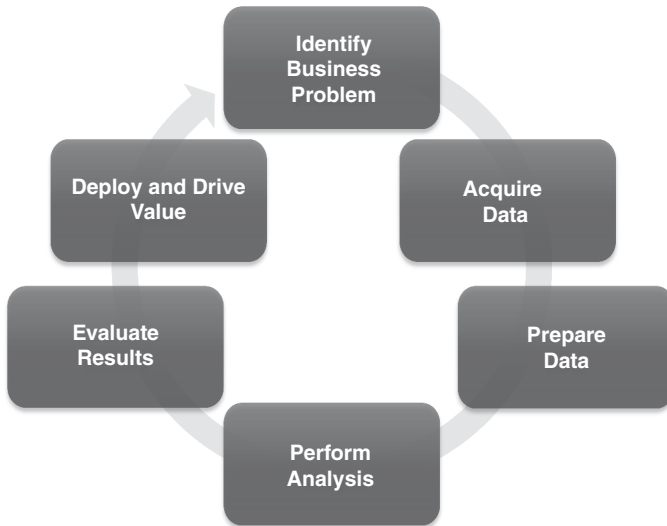 Identify
Business
Problem
Acquire
Data
Prepare
Data
Perform
Analysis
Evaluate
Results
Deploy and Drive
Value